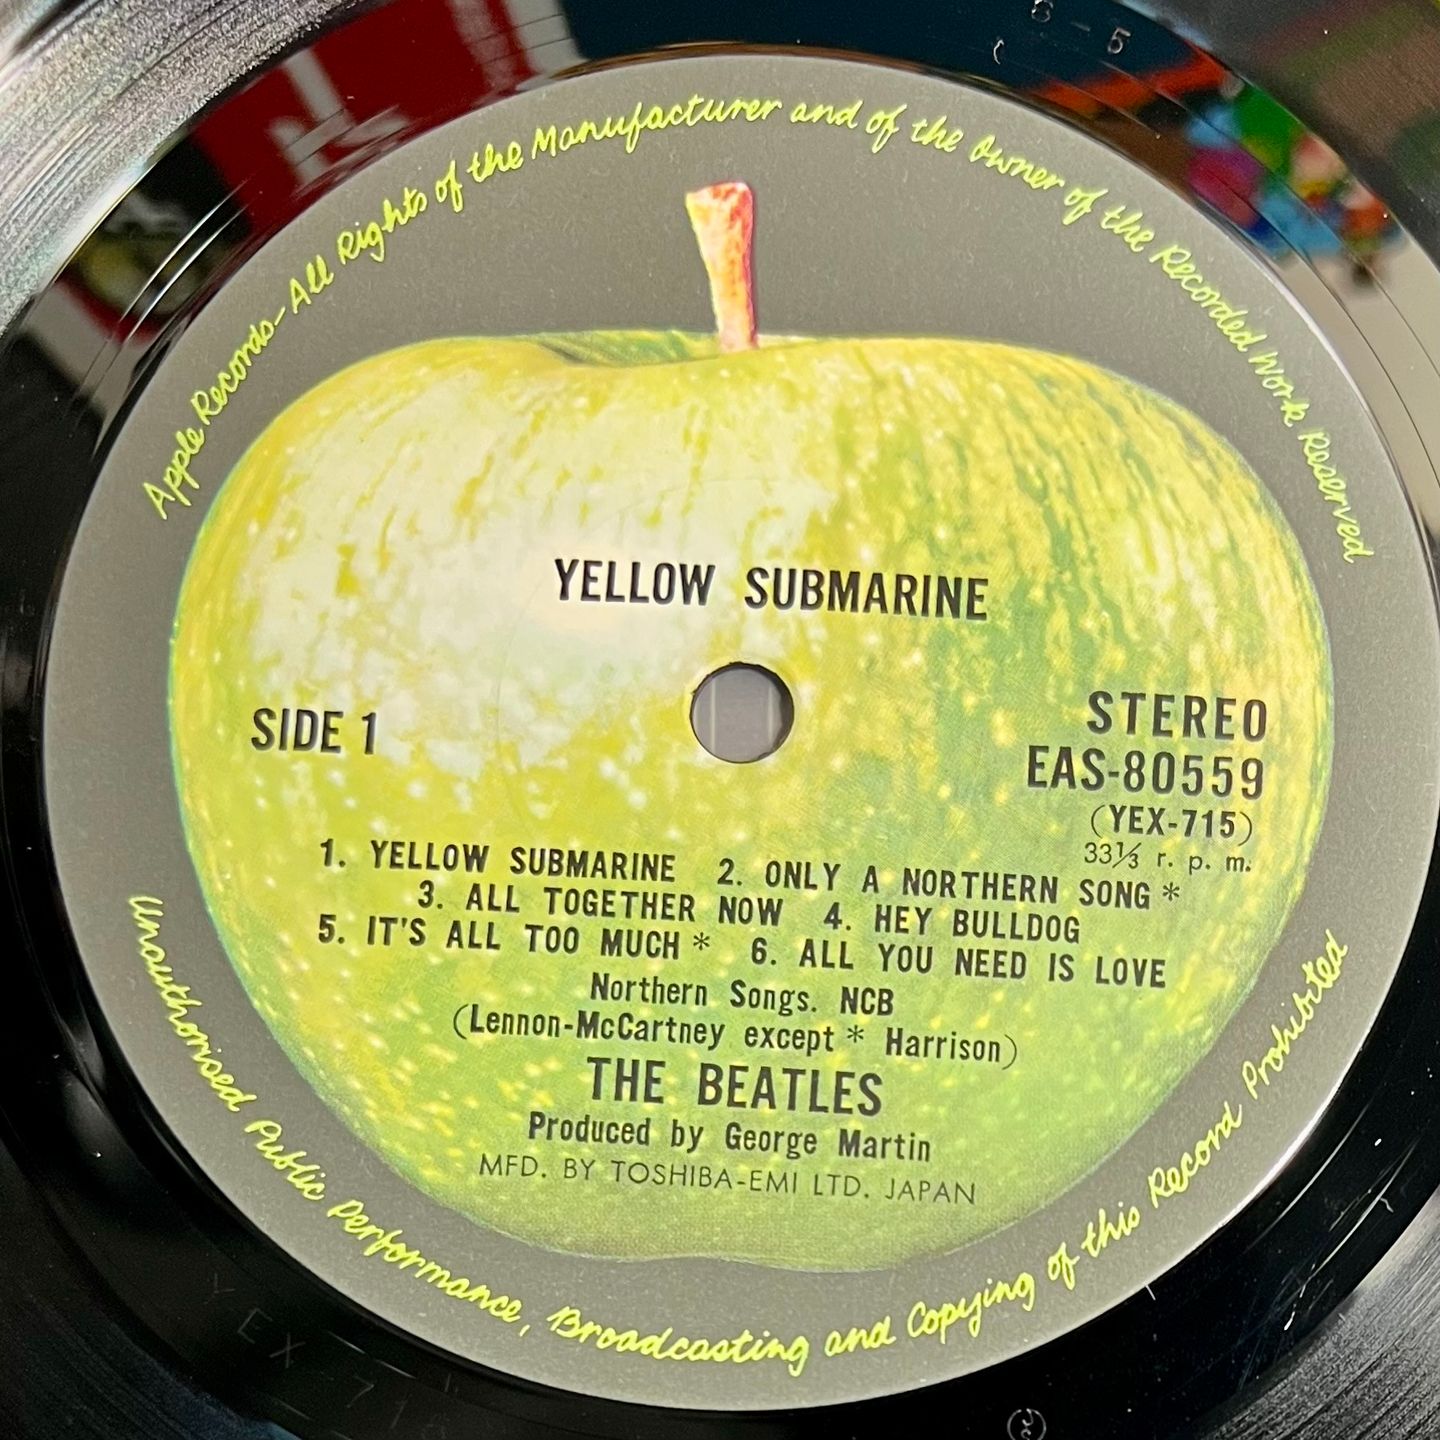 Apple Records-All Rights of the Manufacturer and of the Owner of the Recorded Work Reserved
YELLOW SUBMARINE
SIDE 1
STEREO
EAS-80559
(YEX-715)
33⅓ r. p. m.
1. YELLOW SUBMARINE 2. ONLY A NORTHERN SONG *
3. ALL TOGETHER NOW 4. HEY BULLDOG
5. IT'S ALL TOO MUCH * 6. ALL YOU NEED IS LOVE
Northern Songs. NCB
(Lennon-McCartney except * Harrison)
THE BEATLES
Produced by George Martin
MFD. BY TOSHIBA-EMI LTD. JAPAN
Unauthorised Public Performance, Broadcasting and Copying of this Record Prohibited